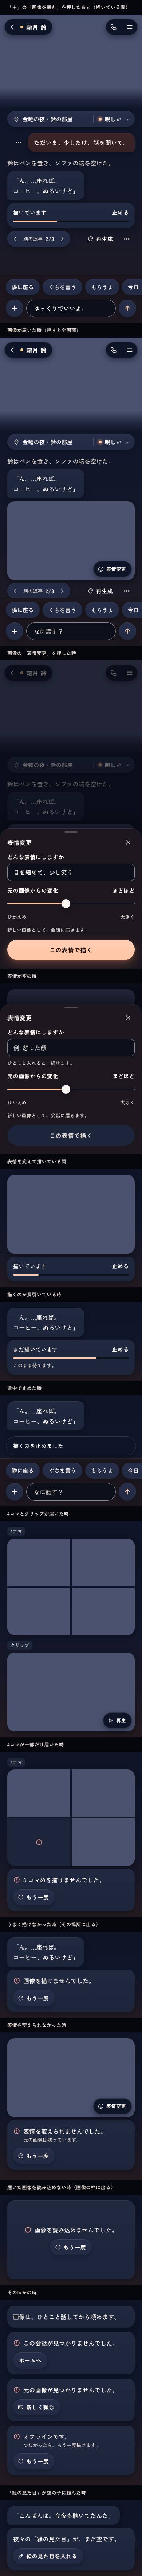 「＋」の「画像を頼む」を押したあと（描いている間）
霜月 鈴
金曜の夜・鈴の部屋
親しい
ただいま。少しだけ、話を聞いて。
鈴はペンを置き、ソファの端を空けた。
「ん。…座れば。
コーヒー、ぬるいけど」
描いています
止める
別の返事 2/3
再生成
隣に座る
ぐちを言う
もらうよ
今日
ゆっくりでいいよ。
画像が届いた時（押すと全画面）
霜月 鈴
金曜の夜・鈴の部屋
親しい
鈴はペンを置き、ソファの端を空けた。
「ん。…座れば。
コーヒー、ぬるいけど」
表情変更
別の返事 2/3
再生成
隣に座る
ぐちを言う
もらうよ
今日
なに話す？
画像の「表情変更」を押した時
霜月 鈴
金曜の夜・鈴の部屋
親しい
鈴はペンを置き、ソファの端を空けた。
「ん。…座れば。
コーヒー、ぬるいけど」
表情変更
どんな表情にしますか
目を細めて、少し笑う
元の画像からの変化
ほどほど
ひかえめ
大きく
新しい画像として、会話に届きます。
この表情で描く
表情が空の時
表情変更
どんな表情にしますか
例: 怒った顔
ひとこと入れると、描けます。
元の画像からの変化
ほどほど
ひかえめ
大きく
新しい画像として、会話に届きます。
この表情で描く
表情を変えて描いている間
描いています
止める
描くのが長引いている時
「ん。…座れば。
コーヒー、ぬるいけど」
まだ描いています
止める
このまま待てます。
途中で止めた時
「ん。…座れば。
コーヒー、ぬるいけど」
描くのを止めました
隣に座る
ぐちを言う
もらうよ
今日
なに話す？
4コマとクリップが届いた時
4コマ
クリップ
再生
4コマが一部だけ届いた時
4コマ
3 コマめを描けませんでした。
もう一度
うまく描けなかった時（その場所に出る）
「ん。…座れば。
コーヒー、ぬるいけど」
画像を描けませんでした。
もう一度
表情を変えられなかった時
表情変更
表情を変えられませんでした。
元の画像は残っています。
もう一度
届いた画像を読み込めない時（画像の枠に出る）
画像を読み込めませんでした。
もう一度
そのほかの時
画像は、ひとこと話してから頼めます。
この会話が見つかりませんでした。
ホームへ
元の画像が見つかりませんでした。
新しく頼む
オフラインです。
つながったら、もう一度描けます。
もう一度
「絵の見た目」が空の子に頼んだ時
「こんばんは。今夜も聴いてたんだ」
夜々の「絵の見た目」が、まだ空です。
絵の見た目を入れる